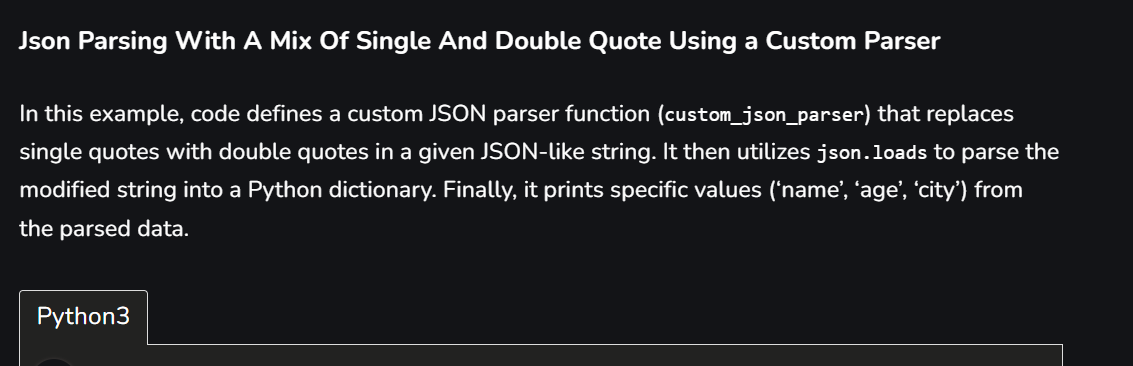 Json Parsing With A Mix Of Single And Double Quote Using a Custom Parser
In this example, code defines a custom JSON parser function (custom_json_parser) that replaces
single quotes with double quotes in a given JSON-like string. It then utilizes json.loads to parse the
modified string into a Python dictionary. Finally, it prints specific values (‘name’, ‘age’, ‘city’) from
the parsed data.
Python3